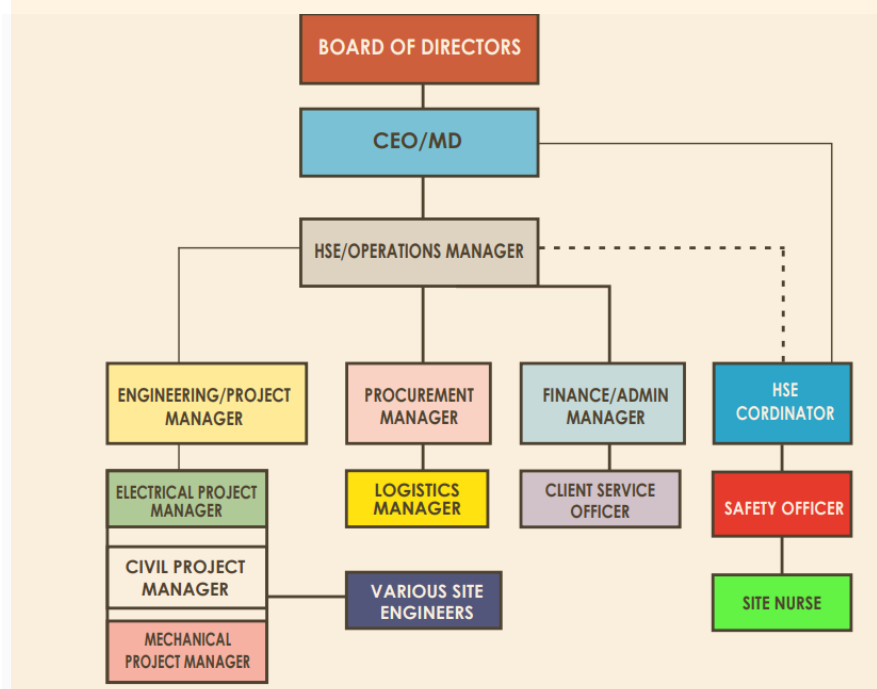 BOARD OF DIRECTORS
CEO/MD
HSE/OPERATIONS MANAGER
ENGINEERING/PROJECT
MANAGER
PROCUREMENT
MANAGER
FINANCE/ADMIN
MANAGER
HSE
CORDINATOR
ELECTRICAL PROJECT
MANAGER
LOGISTICS
MANAGER
CLIENT SERVICE
OFFICER
SAFETY OFFICER
CIVIL PROJECT
MANAGER
VARIOUS SITE
ENGINEERS
SITE NURSE
MECHANICAL
PROJECT MANAGER